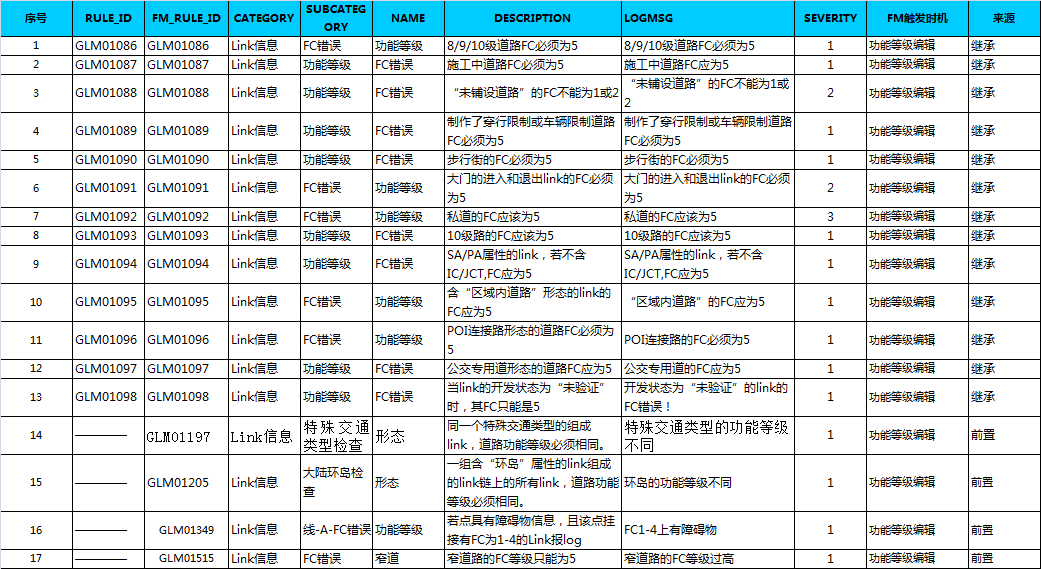 序号 RULE_ID FM_RULE_ID CATEGORY SUBCATEG NAME DESCRIPTION LOGMSG SEVERITY FM触发时机 来源
ORY
1 GLM01086 GLM01086 Link信息 FC错误 功能等级 8/9/10级道路FC必须为5 8/9/10级道路FC必须为5 1 功能等级编辑 继承
2 GLM01087 GLM01087 Link信息 功能等级 FC错误 施工中道路FC必须为5 施工中道路FC应为5 1 功能等级编辑 继承
3 GLM01088 GLM01088 Link信息 功能等级 FC错误 “未铺设道路”的FC不能为1或2 “未铺设道路”的FC不能为1或 2 功能等级编辑 继承
2
4 GLM01089 GLM01089 Link信息 功能等级 FC错误 制作了穿行限制或车辆限制道路 制作了穿行限制或车辆限制道路 1 功能等级编辑 继承
FC必须为5 FC必须为5
5 GLM01090 GLM01090 Link信息 功能等级 FC错误 步行街的FC必须为5 步行街的FC必须为5 1 功能等级编辑 继承
6 GLM01091 GLM01091 Link信息 FC错误 功能等级 大门的进入和退出link的FC必须 大门的进入和退出link的FC必须 2 功能等级编辑 继承
为5 为5
7 GLM01092 GLM01092 Link信息 FC错误 功能等级 私道的FC应该为5 私道的FC应该为5 3 功能等级编辑 继承
8 GLM01093 GLM01093 Link信息 功能等级 FC错误 10级路的FC应该为5 10级路的FC应该为5 1 功能等级编辑 继承
9 GLM01094 GLM01094 Link信息 功能等级 FC错误 SA/PA属性的link，若不含 SA/PA属性的link，若不含 1 功能等级编辑 继承
IC/JCT,FC应为5 IC/JCT,FC应为5
10 GLM01095 GLM01095 Link信息 FC错误 功能等级 含“区域内道路”形态的link的 “区域内道路”的FC应为5 1 功能等级编辑 继承
FC应为5
11 GLM01096 GLM01096 Link信息 FC错误 功能等级 POI连接路形态的道路FC必须为 POI连接路的FC必须为5 1 功能等级编辑 继承
5
12 GLM01097 GLM01097 Link信息 FC错误 功能等级 公交专用道形态的道路FC应为5 公交专用道的FC应为5 1 功能等级编辑 继承
13 GLM01098 GLM01098 Link信息 功能等级 FC错误 当link的开发状态为“未验证” 开发状态为“未验证”的link的 1 功能等级编辑 继承
时，其FC只能是5 FC错误！
14 ———— GLM01197 Link信息 特殊交通 形态 同一个特殊交通类型的组成 特殊交通类型的功能等级 1 功能等级编辑 前置
类型检查 link，道路功能等级必须相同。 不同
15 ———— GLM01205 Link信息 大陆环岛检 形态 一组含“环岛”属性的link组成 环岛的功能等级不同 1 功能等级编辑 前置
查 的link链上的所有link，道路功能
等级必须相同。
16 ———— GLM01349 Link信息 线-A-FC错误 功能等级 若点具有障碍物信息，且该点挂 FC1-4上有障碍物 1 功能等级编辑 前置
接有FC为1-4的Link报log
17 ———— GLM01515 Link信息 FC错误 窄道 窄道路的FC等级只能为5 窄道路的FC等级过高 1 功能等级编辑 前置